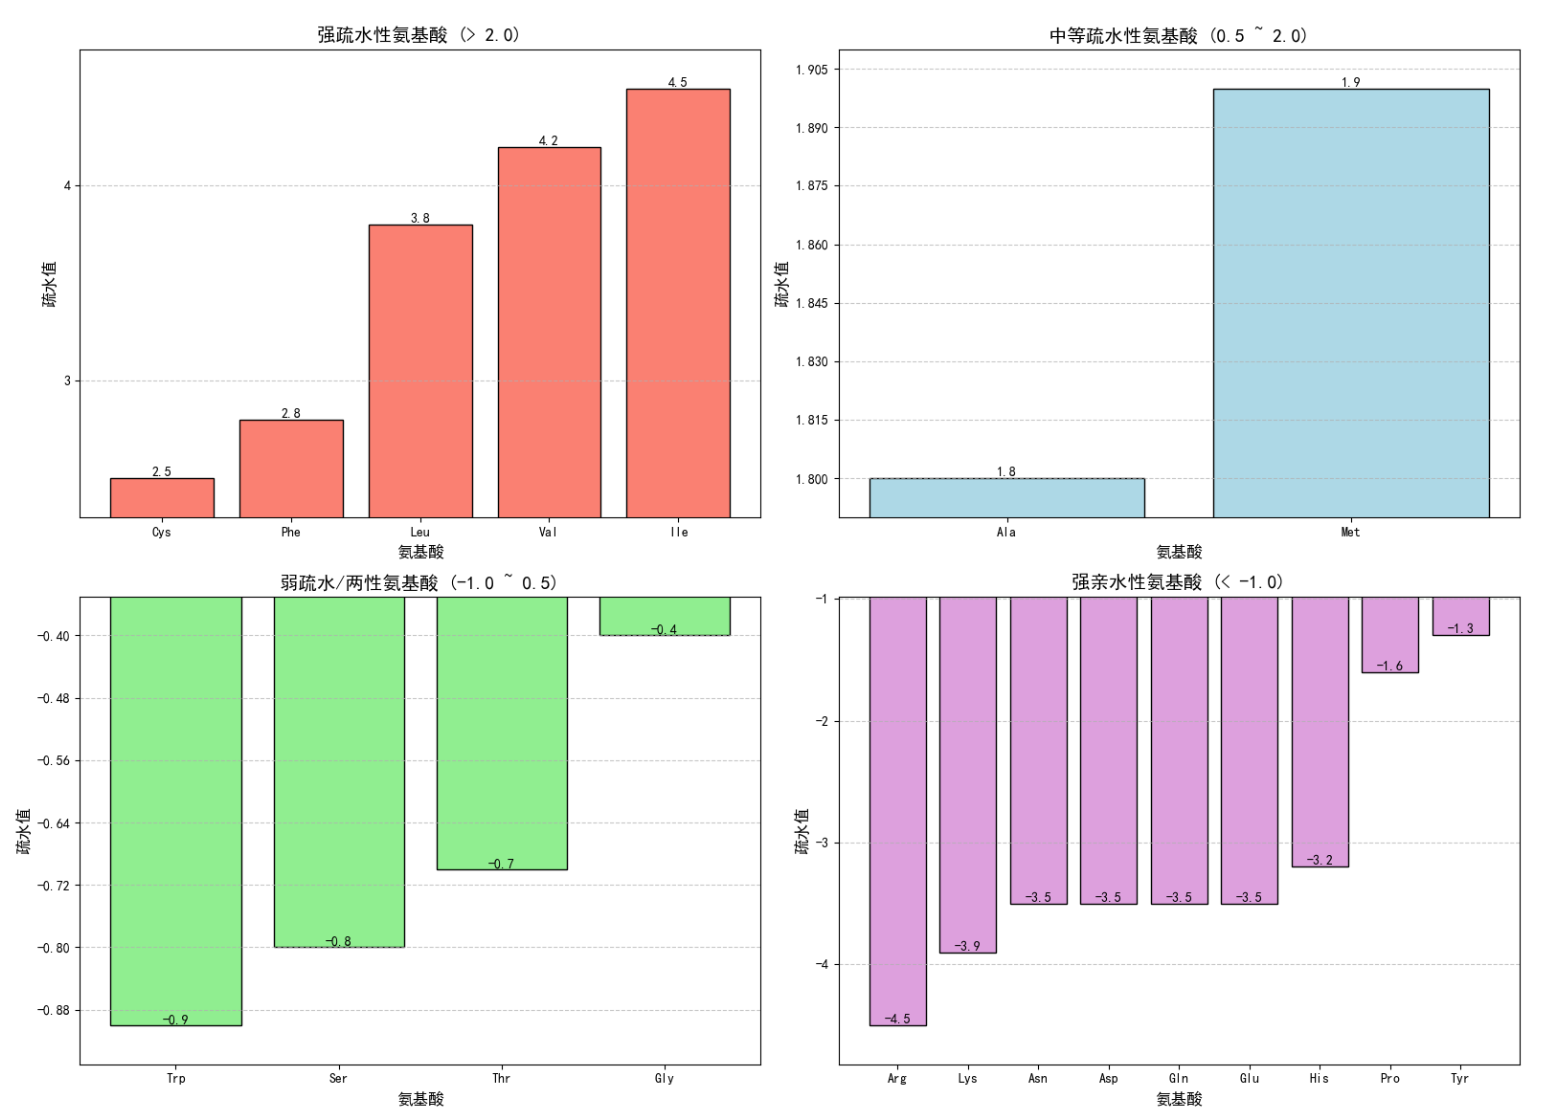 强疏水性氨基酸 (> 2.0)
疏水值
4
3
2.5
2.8
3.8
4.2
4.5
Cys Phe Leu Val Ile
氨基酸
中等疏水性氨基酸 (0.5 ~ 2.0)
疏水值
1.905
1.890
1.875
1.860
1.845
1.830
1.815
1.800
1.8
1.9
Ala Met
氨基酸
弱疏水/两性氨基酸 (-1.0 ~ 0.5)
疏水值
-0.40
-0.48
-0.56
-0.64
-0.72
-0.80
-0.88
-0.9
-0.8
-0.7
-0.4
Trp Ser Thr Gly
氨基酸
强亲水性氨基酸 (< -1.0)
疏水值
-1
-2
-3
-4
-4.5
-3.9
-3.5
-3.5
-3.5
-3.5
-3.2
-1.6
-1.3
Arg Lys Asn Asp Gln Glu His Pro Tyr
氨基酸